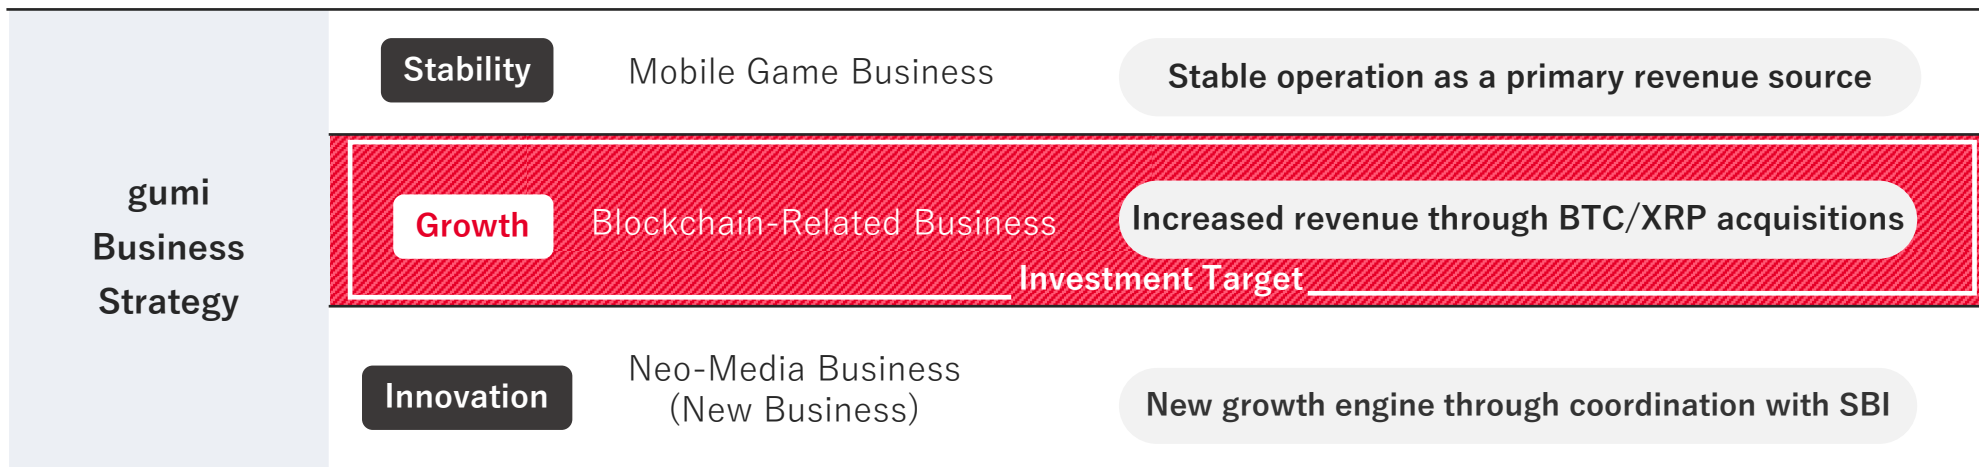 gumi
Business
Strategy
Stability
Mobile Game Business
Stable operation as a primary revenue source
Growth
Blockchain-Related Business
Increased revenue through BTC/XRP acquisitions
Investment Target
Innovation
Neo-Media Business
(New Business)
New growth engine through coordination with SBI